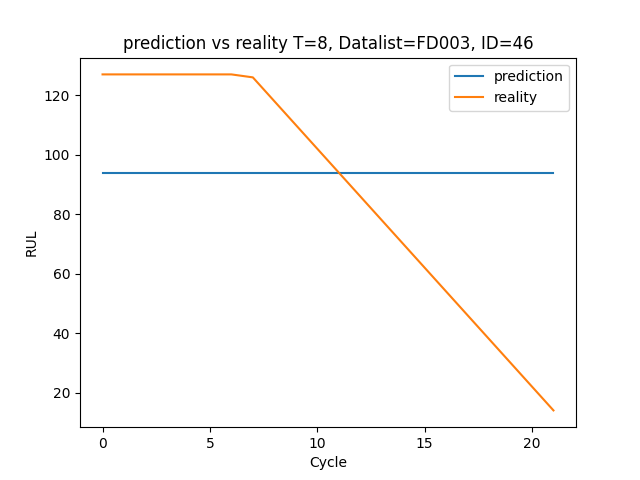 prediction vs reality T=8, Datalist=FD003, ID=46
prediction
reality
120
100
80
60
40
20
RUL
0
5
10
15
20
Cycle